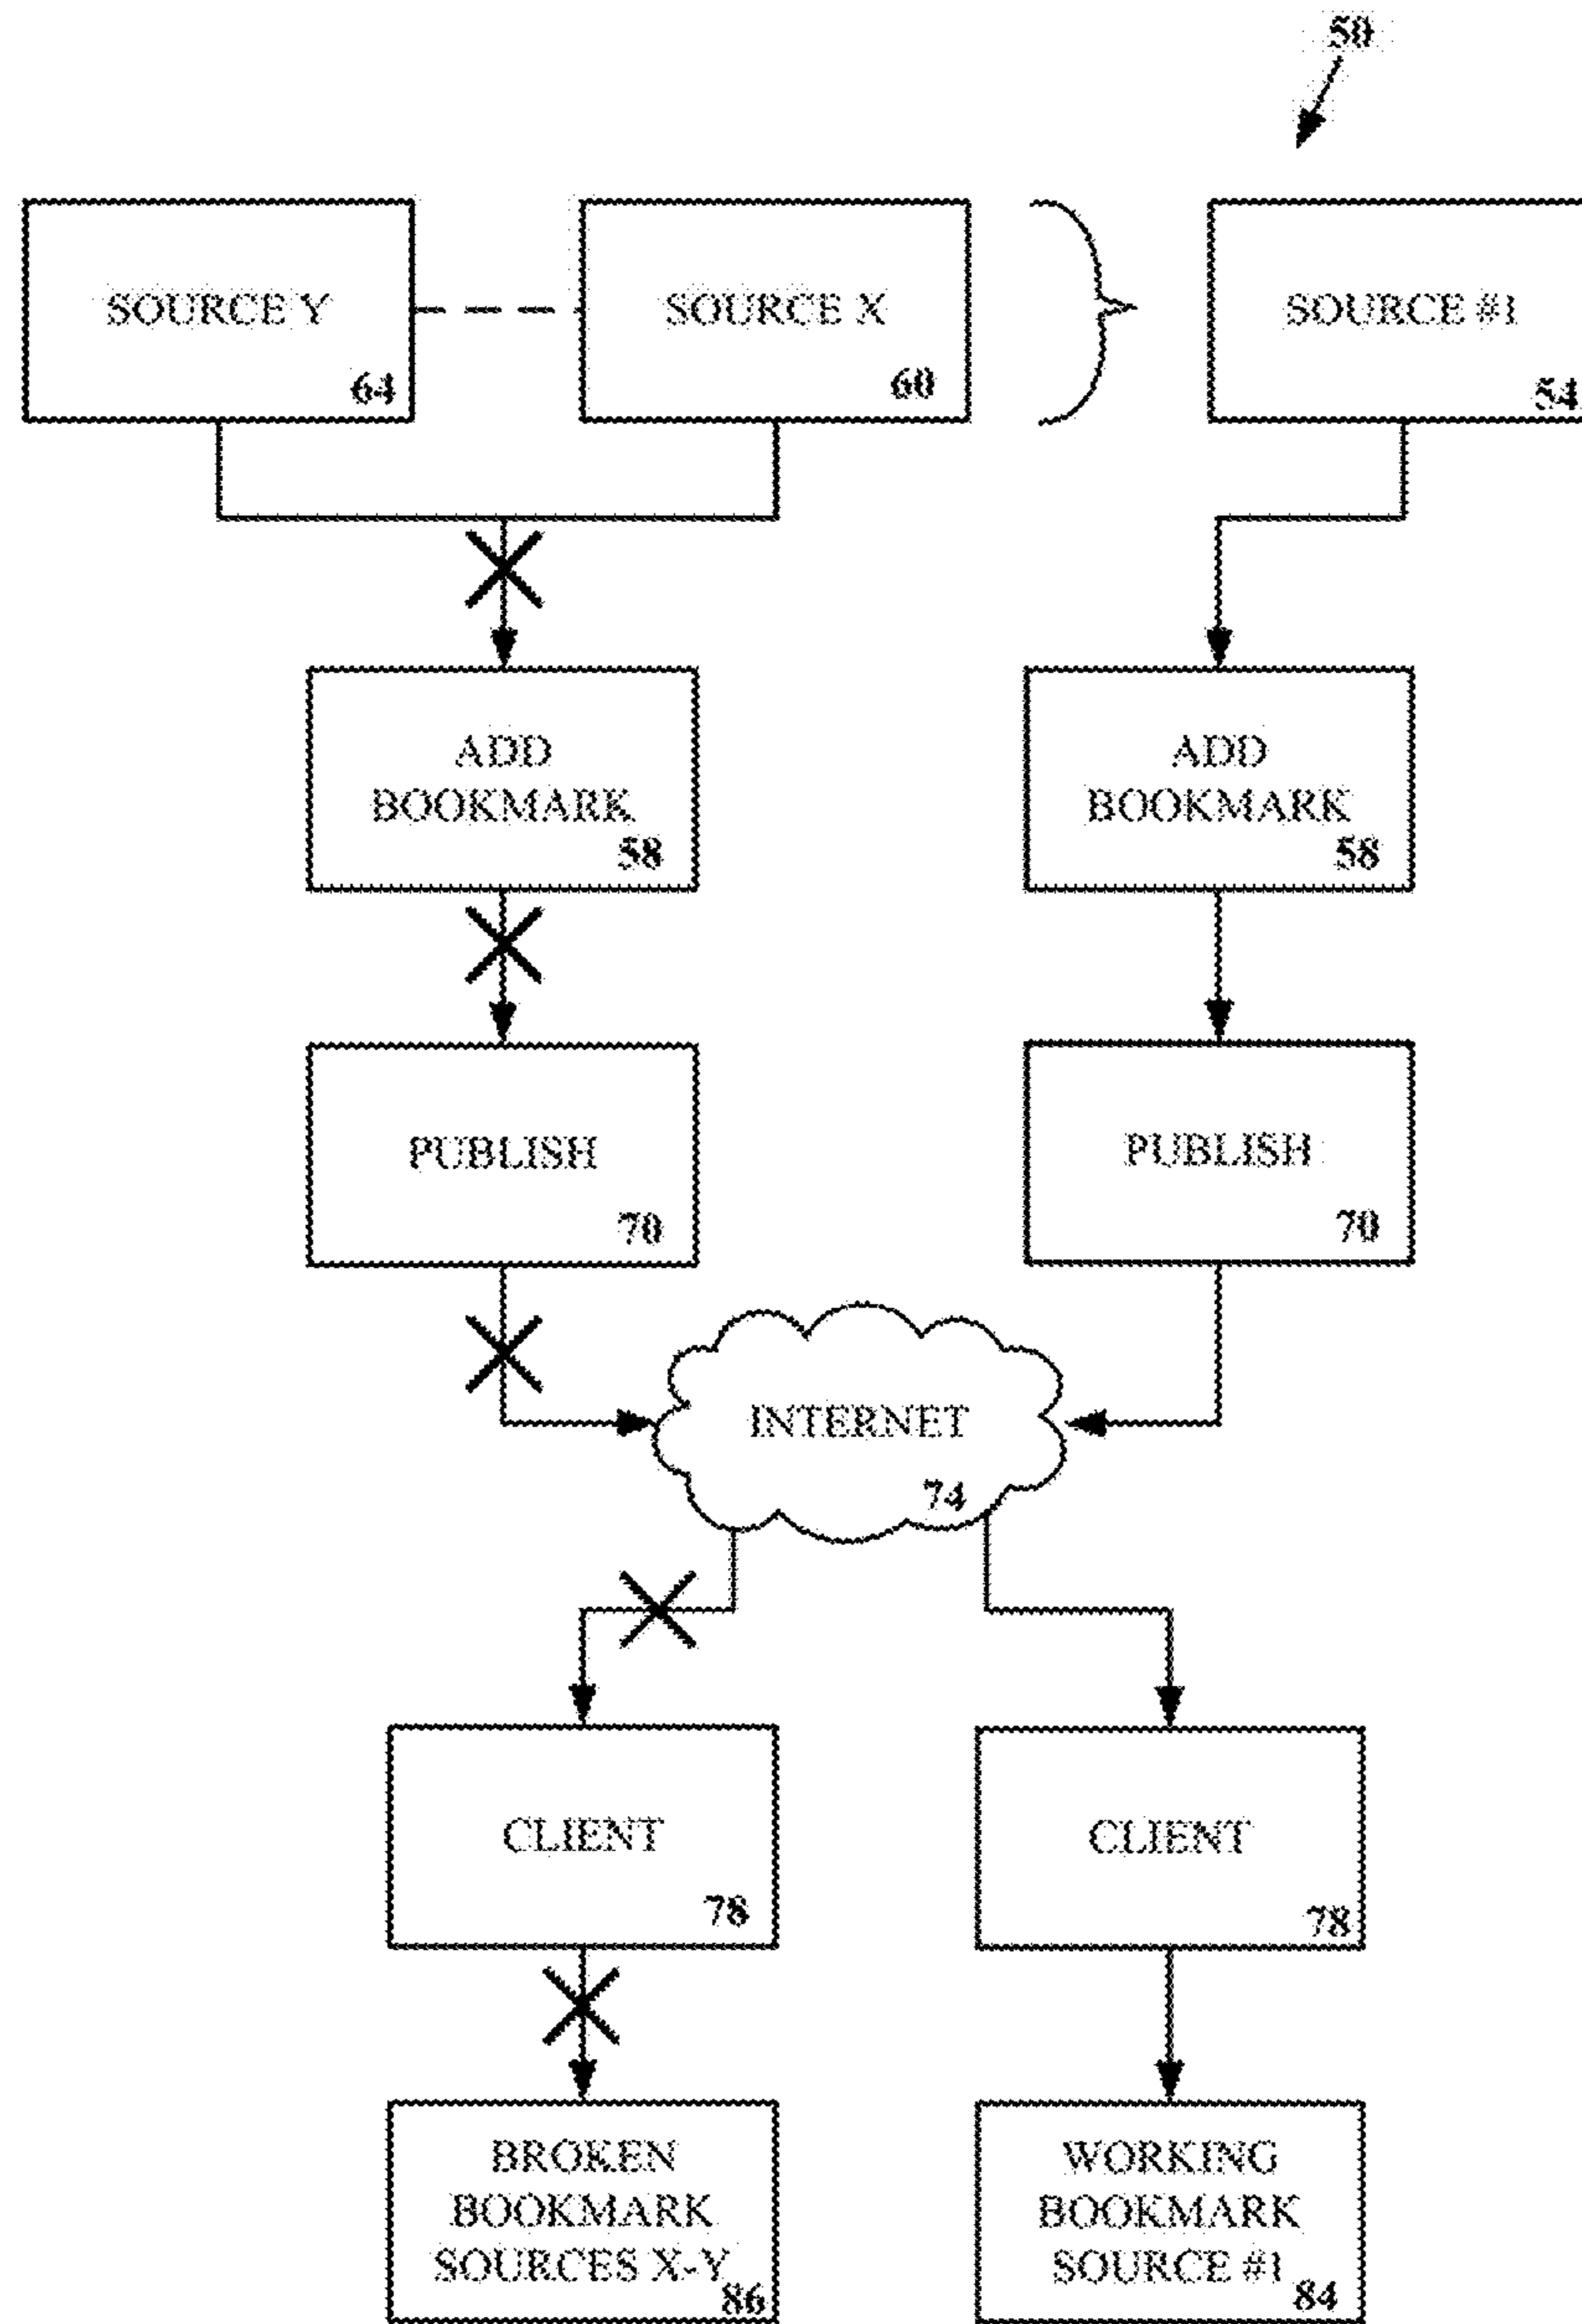 50
SOURCE Y
64
SOURCE X
60
SOURCE #1
54
ADD
BOOKMARK
58
ADD
BOOKMARK
58
PUBLISH
70
PUBLISH
70
INTERNET
74
CLIENT
78
CLIENT
78
BROKEN
BOOKMARK
SOURCES X-Y
86
WORKING
BOOKMARK
SOURCE #1
84